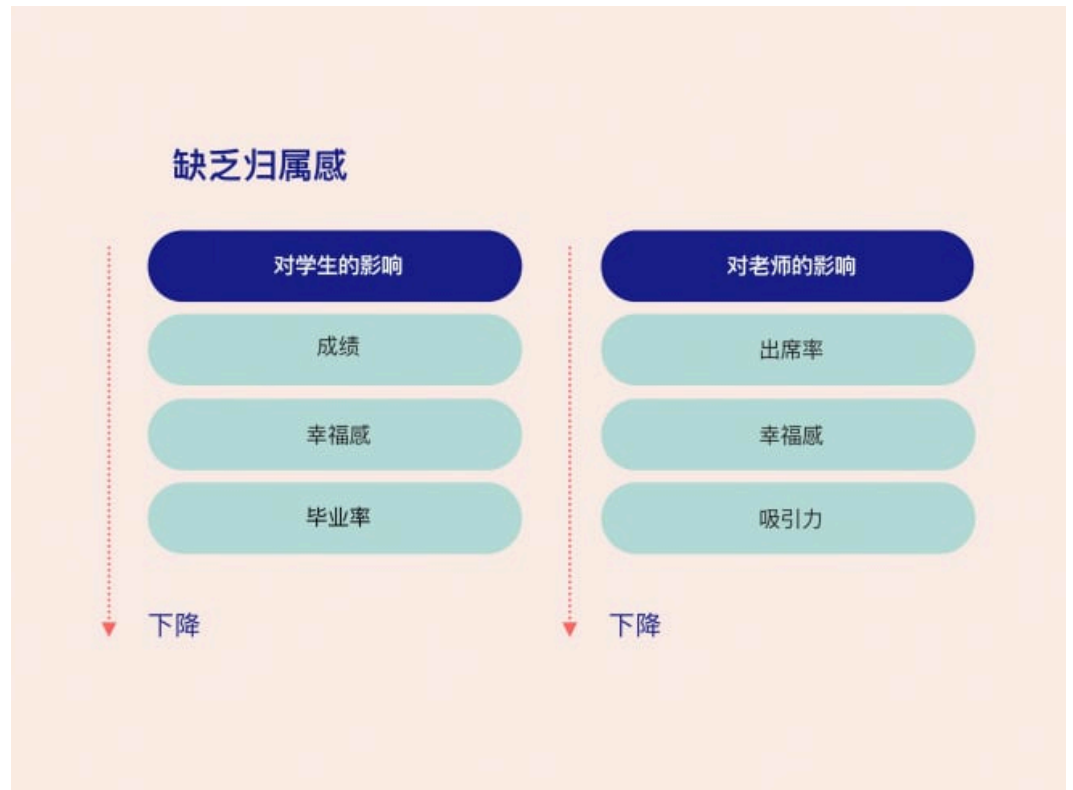 缺乏归属感
对学生的影响
成绩
幸福感
毕业率
下降
对老师的影响
出席率
幸福感
吸引力
下降